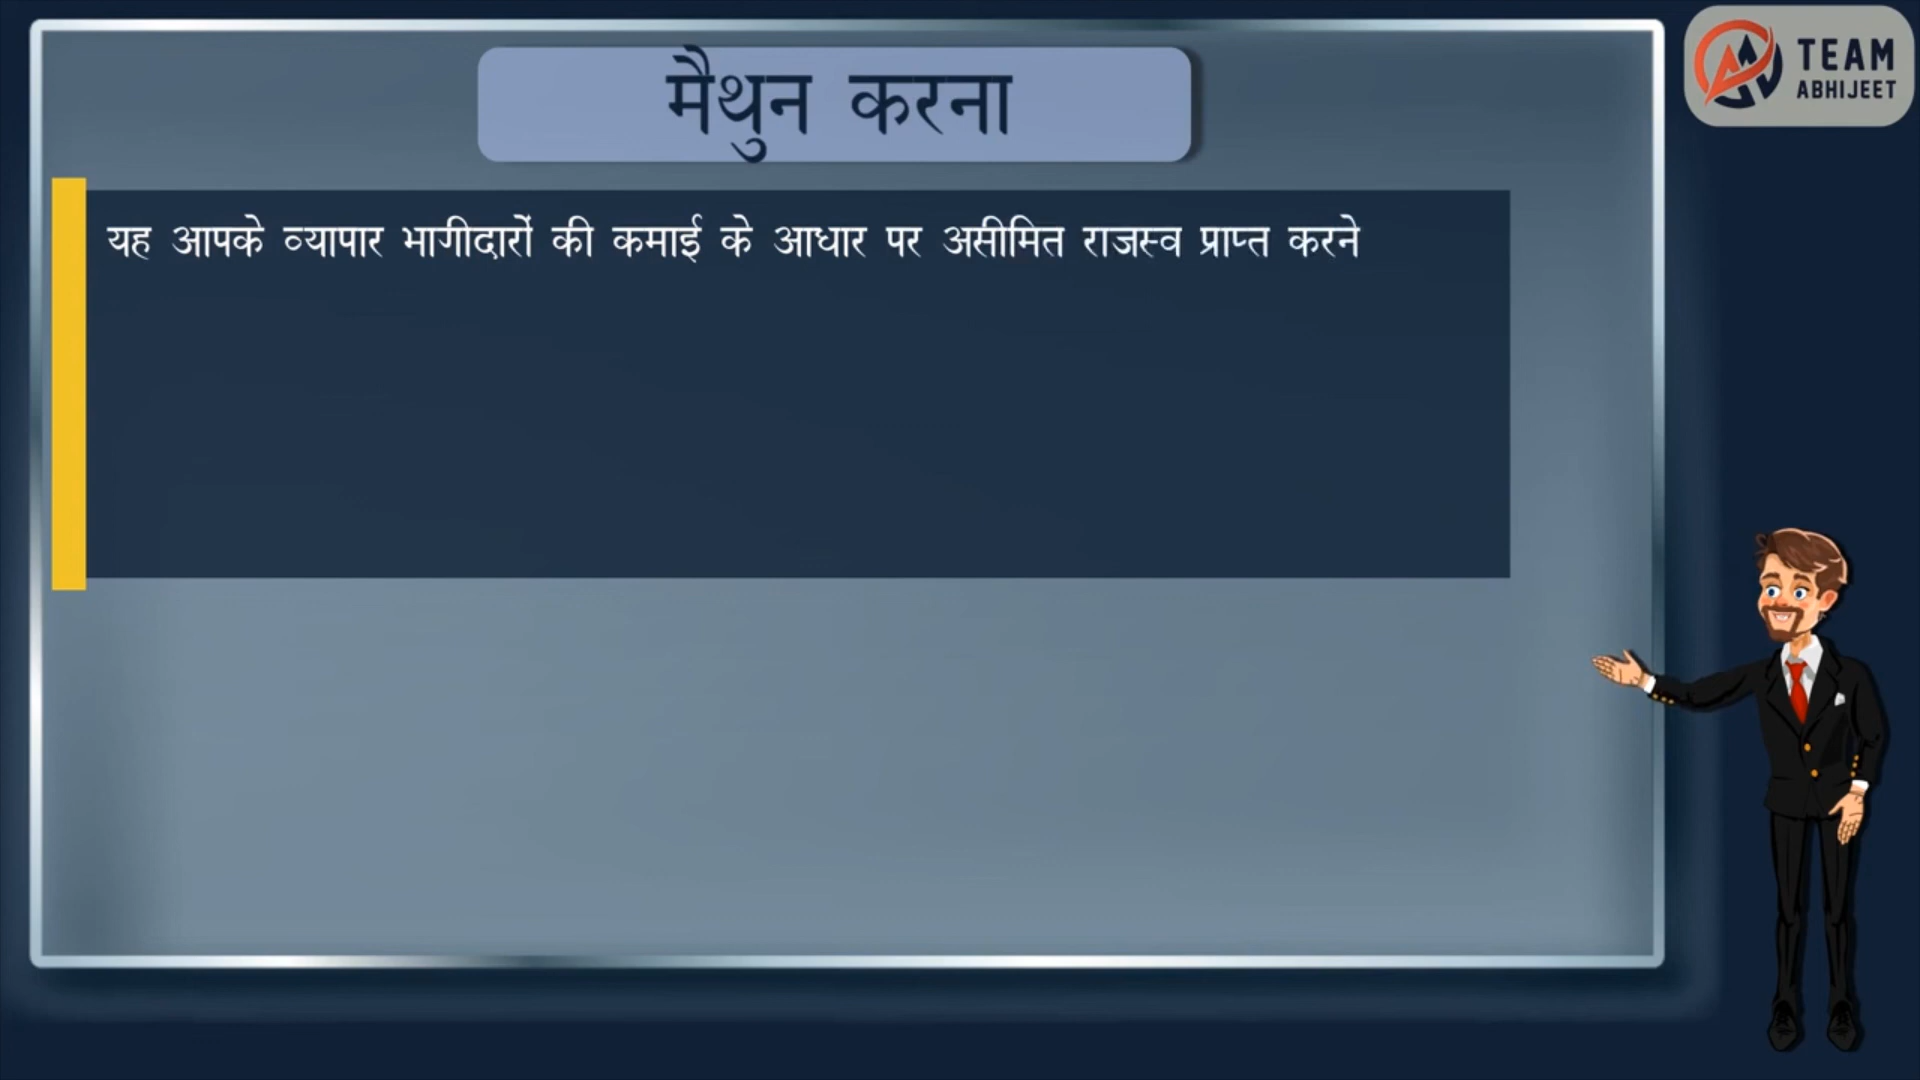 मैथुन करना
TEAM
ABHIJEET
यह आपके व्यापार भागीदारों की कमाई के आधार पर असीमित राजस्व प्राप्त करने